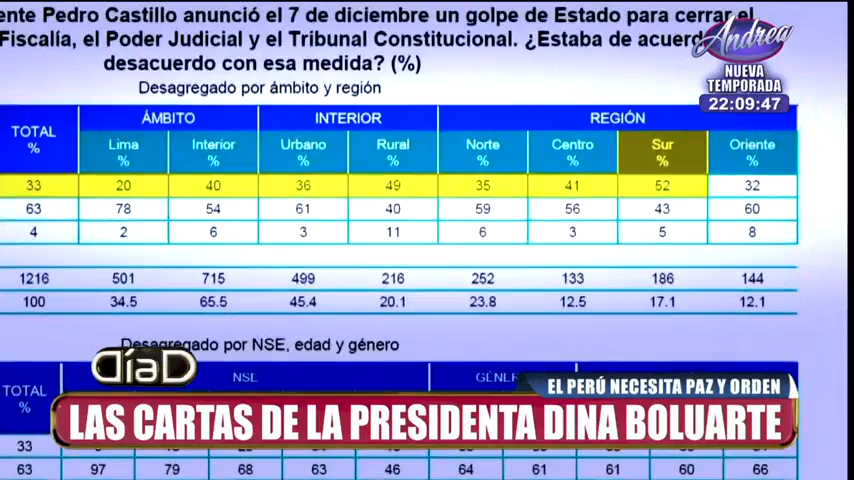 ente Pedro Castillo anunció el 7 de diciembre un golpe de Estado para cerrar el
Fiscalía, el Poder Judicial y el Tribunal Constitucional. ¿Estaba de acuerd
desacuerdo con esa medida? (%)
Andrea
NUEVA
TEMPORADA
22:09:47
Desagregado por ámbito y región
TOTAL % ÁMBITO INTERIOR REGIÓN
Lima % Interior % Urbano % Rural % Norte % Centro % Sur % Oriente %
33 20 40 36 49 35 41 52 32
63 78 54 61 40 59 56 43 60
4 2 6 3 11 6 3 5 8
1216 501 715 499 216 252 133 186 144
100 34.5 65.5 45.4 20.1 23.8 12.5 17.1 12.1
Desagregado por NSE, edad y género
DíaD
TOTAL % NSE GÉNE
EL PERÚ NECESITA PAZ Y ORDEN
LAS CARTAS DE LA PRESIDENTA DINA BOLUARTE
33
63 97 79 68 63 46 64 61 61 60 66